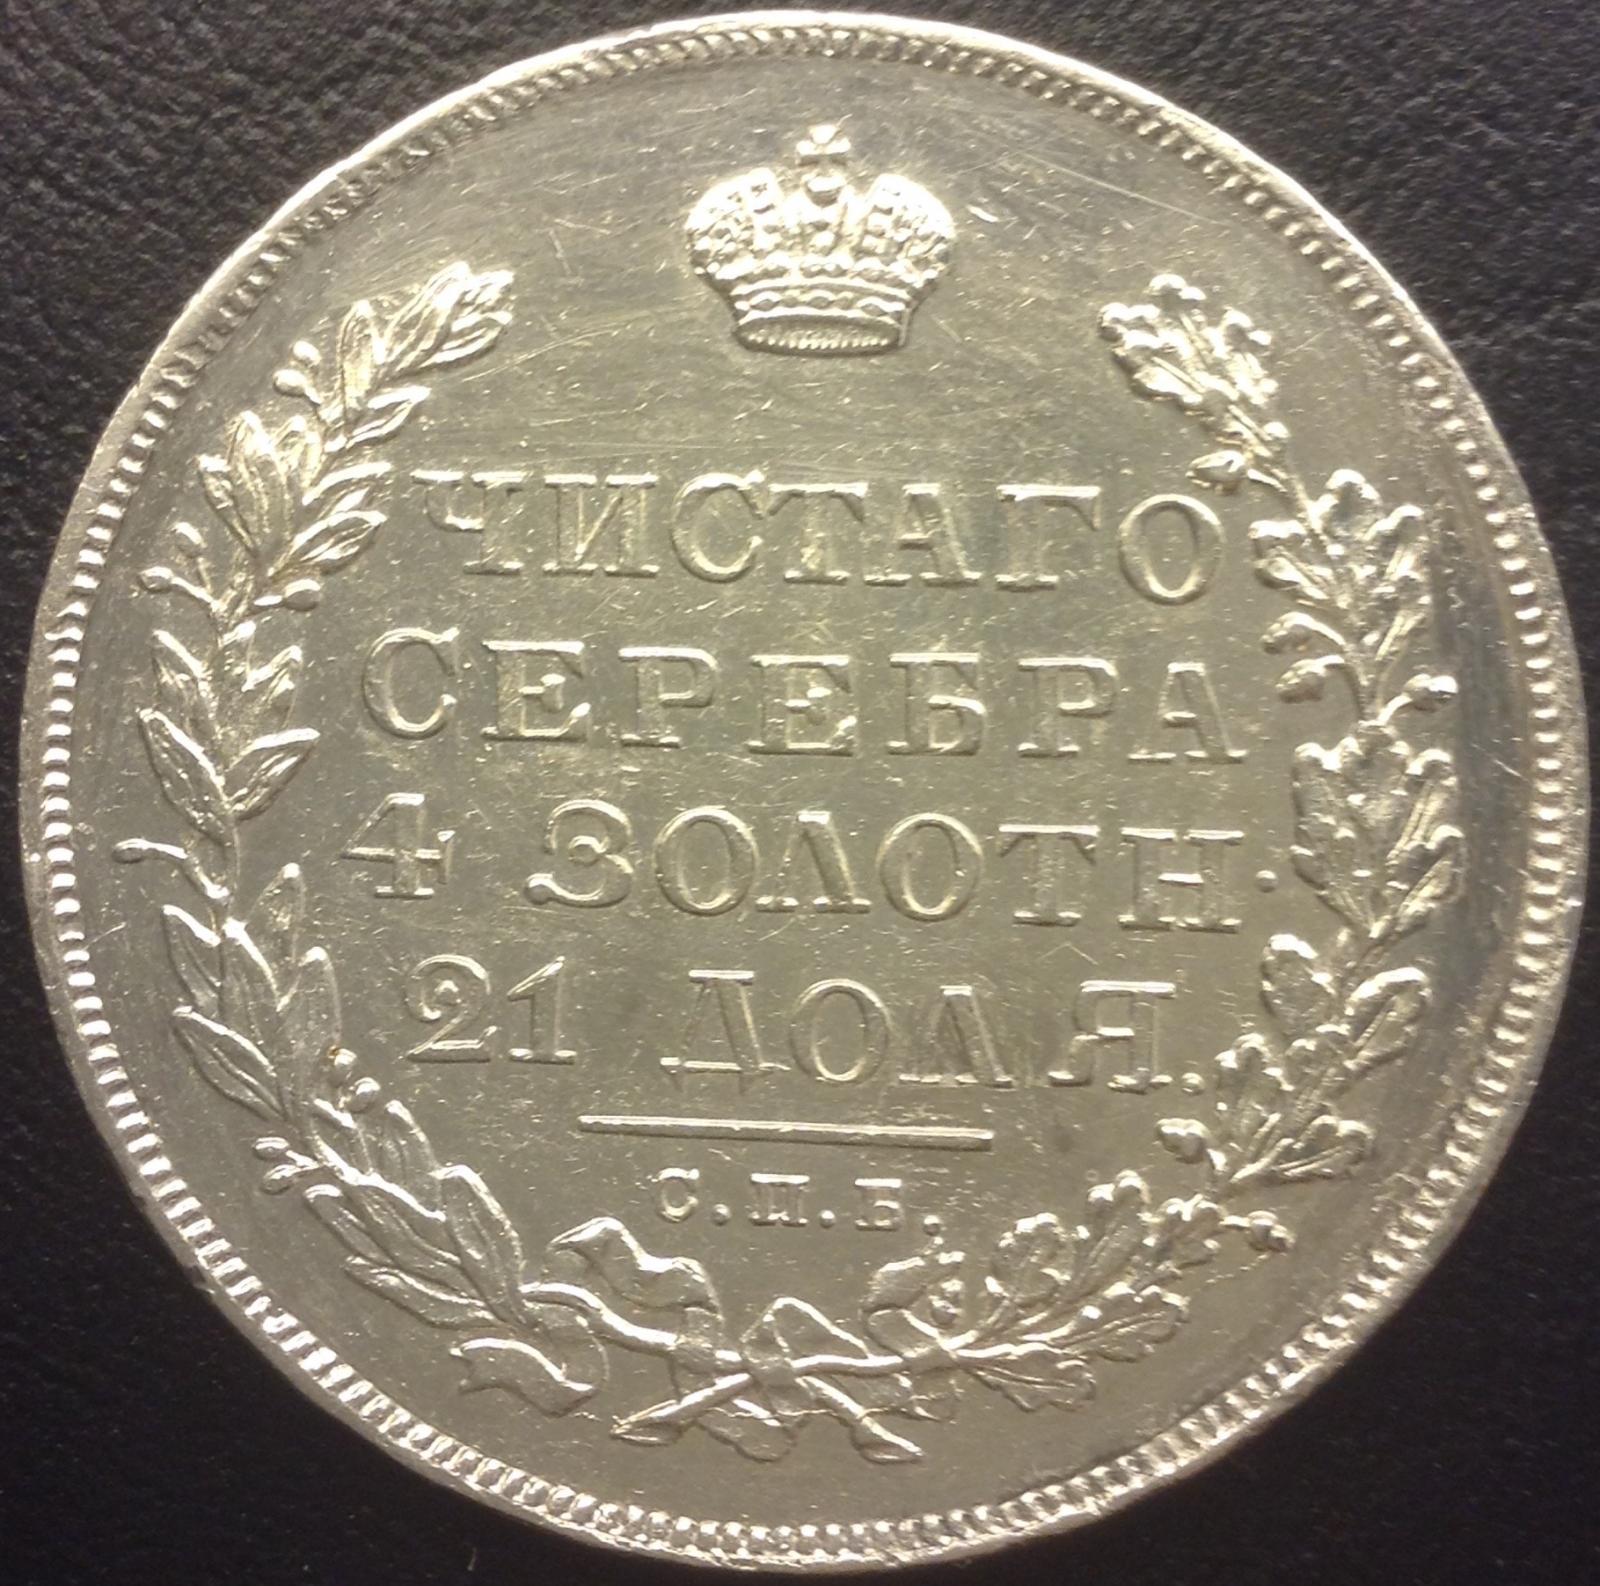 ЧИСТАГО
СЕРЕБРА
4 ЗОЛОТН.
21 ДОЛЯ.
С.П.Б.